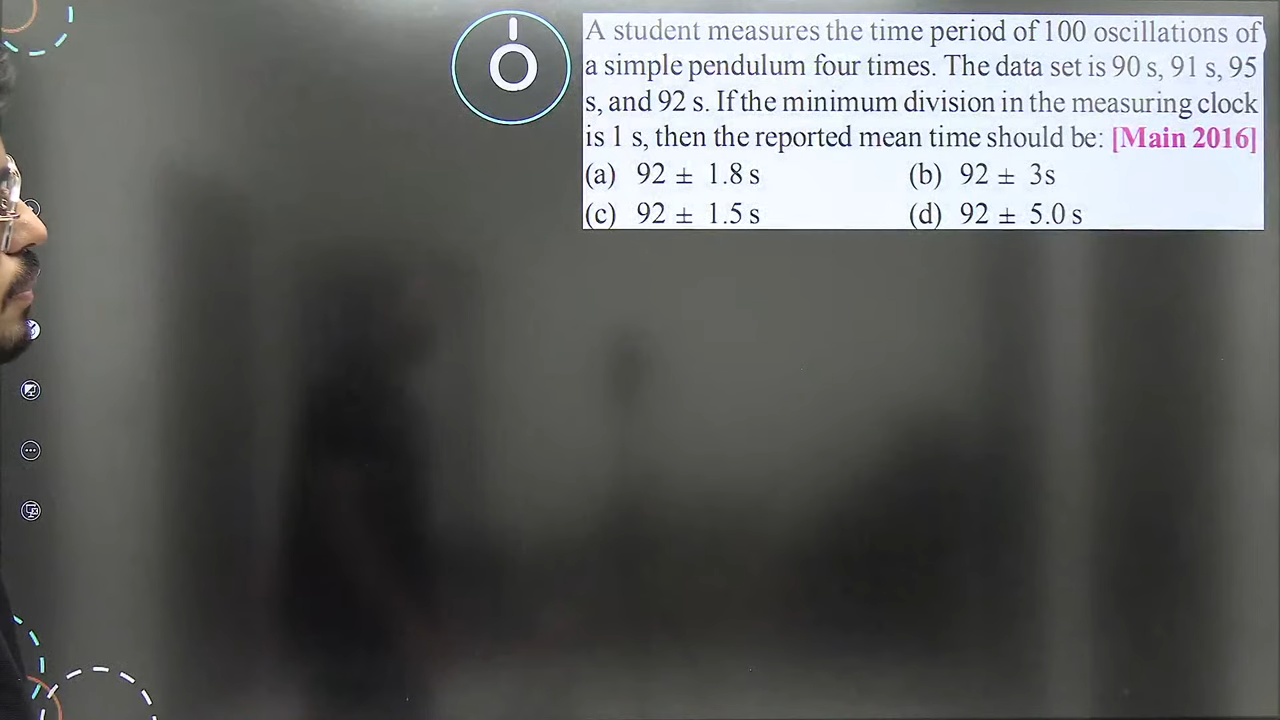 A student measures the time period of 100 oscillations of
a simple pendulum four times. The data set is 90 s, 91 s, 95
s, and 92 s. If the minimum division in the measuring clock
is 1 s, then the reported mean time should be: [Main 2016]
(a) 92 ± 1.8 s (b) 92 ± 3s
(c) 92 ± 1.5 s (d) 92 ± 5.0 s